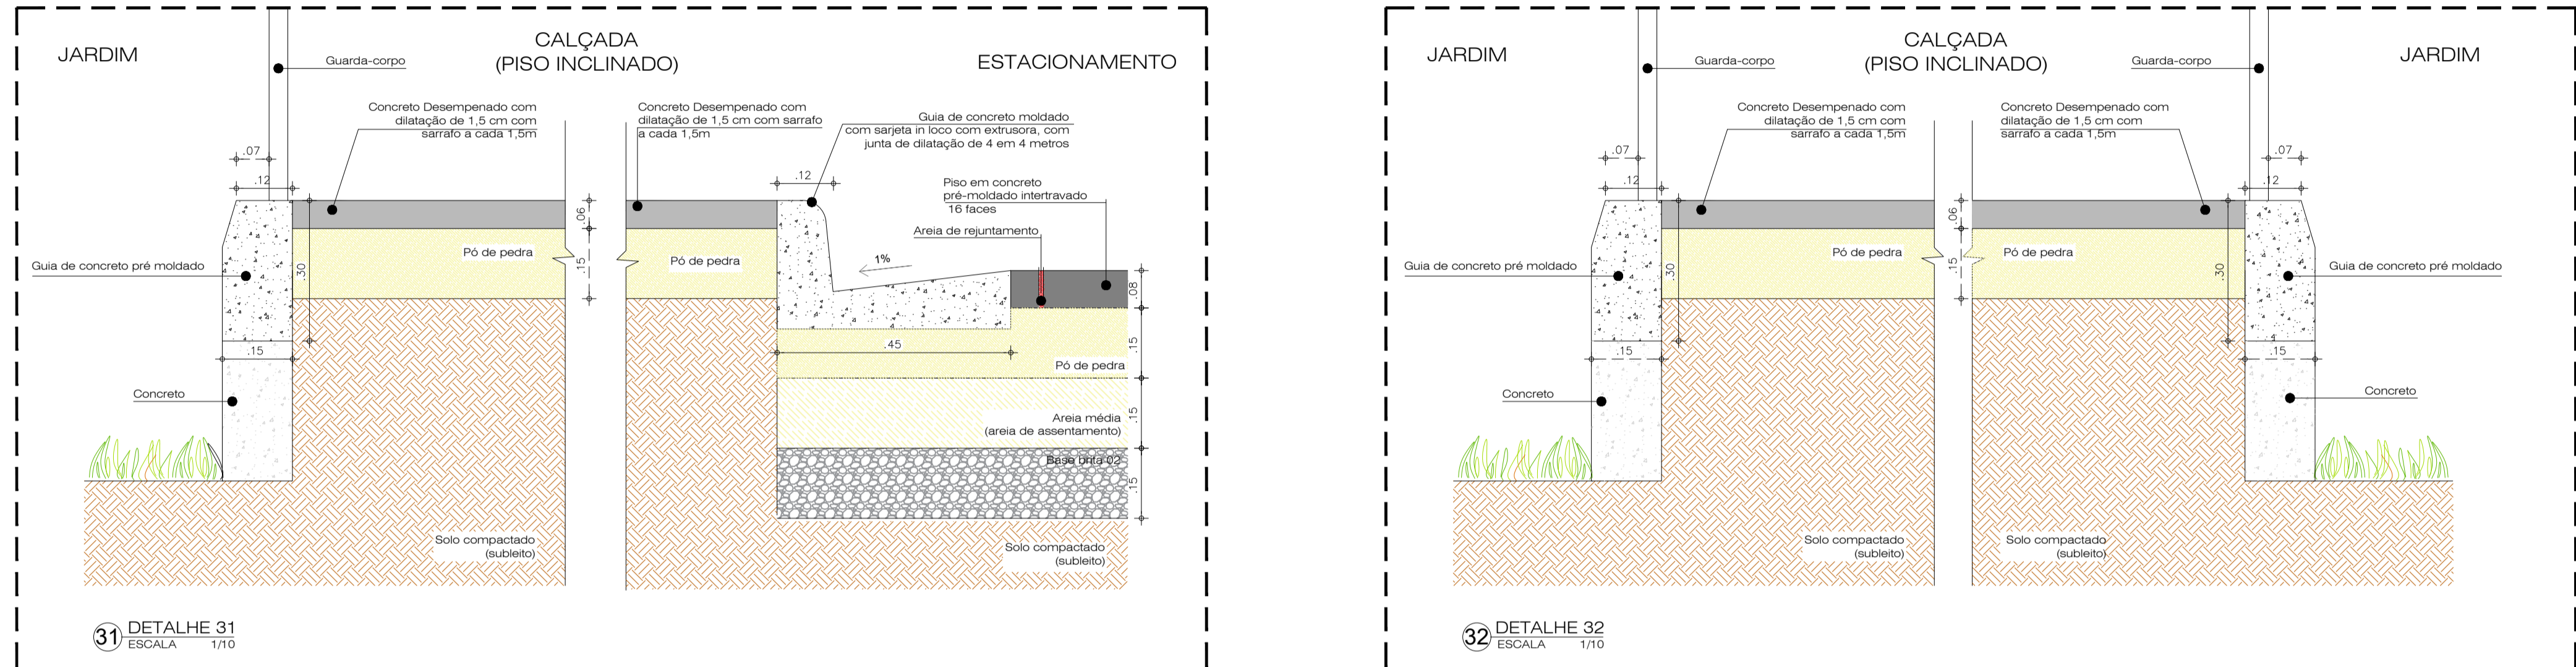 JARDIM
CALÇADA
(PISO INCLINADO)
ESTACIONAMENTO
Guarda-corpo
Concreto Desempenado com
dilatação de 1,5 cm com
sarrafo a cada 1,5m
Concreto Desempenado com
dilatação de 1,5 cm com sarrafo
a cada 1,5m
Guia de concreto moldado
com sarjeta in loco com extrusora, com
junta de dilatação de 4 em 4 metros
Piso em concreto
pré-moldado intertravado
16 faces
Areia de rejuntamento
.07
.12
.12
.06
.15
.30
1%
.08
Pó de pedra
Pó de pedra
Guia de concreto pré moldado
.15
.45
.15
Pó de pedra
Concreto
Areia média
(areia de assentamento)
.15
Base brita 02
.15
Solo compactado
(subleito)
Solo compactado
(subleito)
31
DETALHE 31
ESCALA 1/10
JARDIM
CALÇADA
(PISO INCLINADO)
JARDIM
Guarda-corpo
Guarda-corpo
Concreto Desempenado com
dilatação de 1,5 cm com
sarrafo a cada 1,5m
Concreto Desempenado com
dilatação de 1,5 cm com
sarrafo a cada 1,5m
.07
.07
.12
.12
.06
.15
.30
.30
Pó de pedra
Pó de pedra
Guia de concreto pré moldado
Guia de concreto pré moldado
.15
.15
Concreto
Concreto
Solo compactado
(subleito)
Solo compactado
(subleito)
32
DETALHE 32
ESCALA 1/10